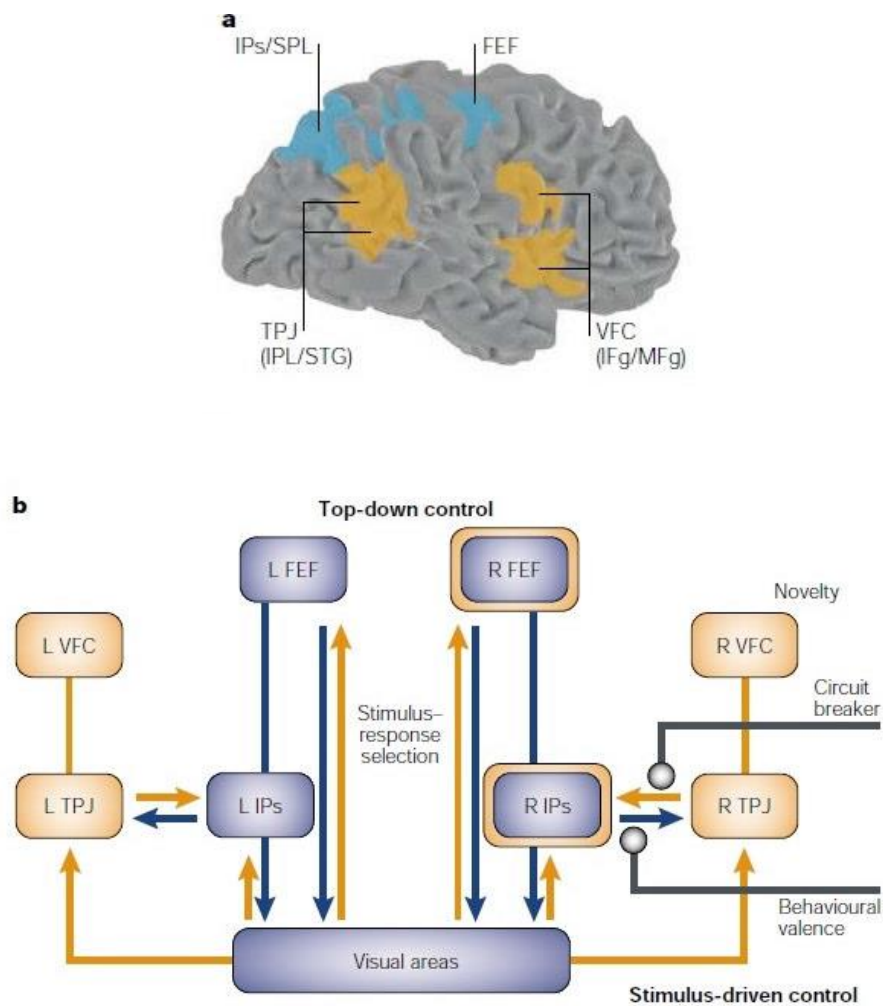 a
IPs/SPL
FEF
TPJ
(IPL/STG)
VFC
(IFg/MFg)
b
Top-down control
L FEF
R FEF
Novelty
L VFC
R VFC
Circuit
breaker
Stimulus–
response
selection
L TPJ
L IPs
R IPs
R TPJ
Behavioural
valence
Visual areas
Stimulus-driven control